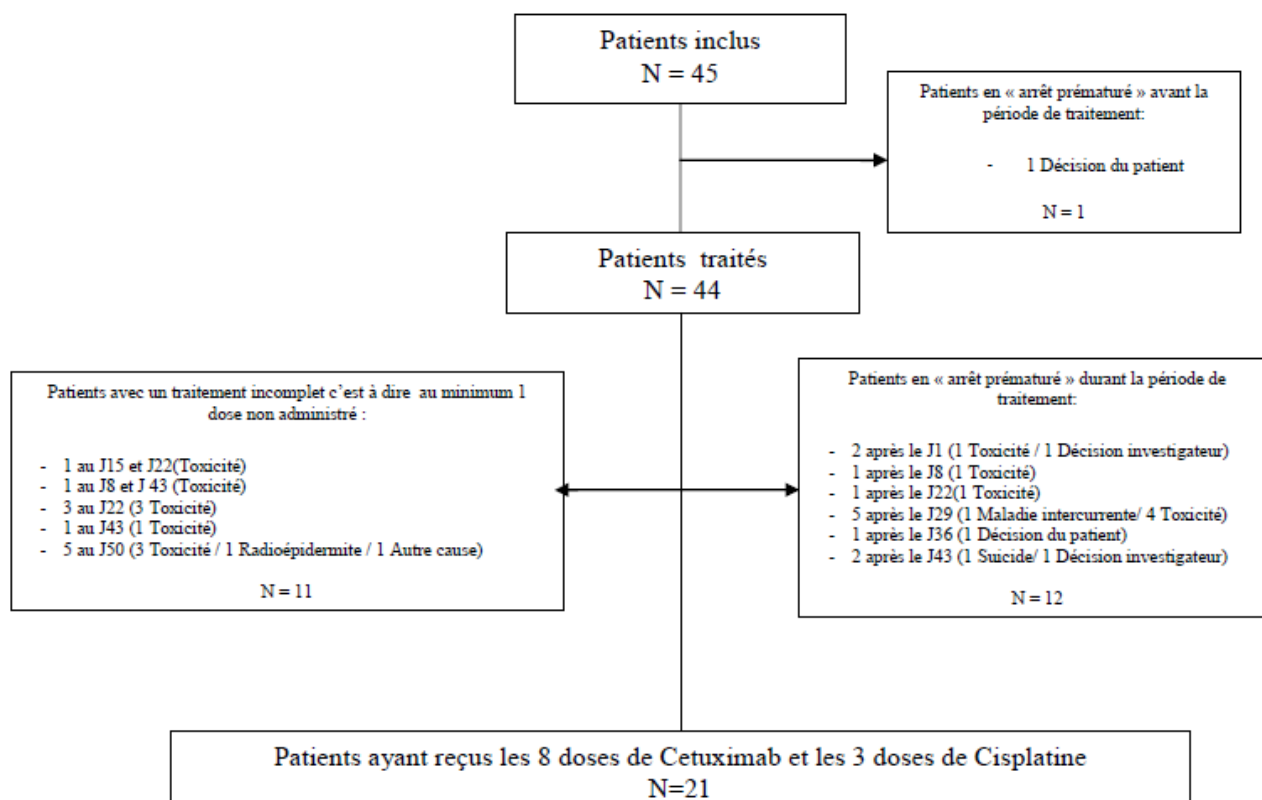 Patients inclus
N = 45
Patients en « arrêt prématuré » avant la
période de traitement:
- 1 Décision du patient
N = 1
Patients traités
N = 44
Patients avec un traitement incomplet c’est à dire au minimum 1
dose non administré :
- 1 au J15 et J22(Toxicité)
- 1 au J8 et J 43 (Toxicité)
- 3 au J22 (3 Toxicité)
- 1 au J43 (1 Toxicité)
- 5 au J50 (3 Toxicité / 1 Radioépidermite / 1 Autre cause)
N = 11
Patients en « arrêt prématuré » durant la période de
traitement:
- 2 après le J1 (1 Toxicité / 1 Décision investigateur)
- 1 après le J8 (1 Toxicité)
- 1 après le J22(1 Toxicité)
- 5 après le J29 (1 Maladie intercurrente/ 4 Toxicité)
- 1 après le J36 (1 Décision du patient)
- 2 après le J43 (1 Suicide/ 1 Décision investigateur)
N = 12
Patients ayant reçus les 8 doses de Cetuximab et les 3 doses de Cisplatine
N=21